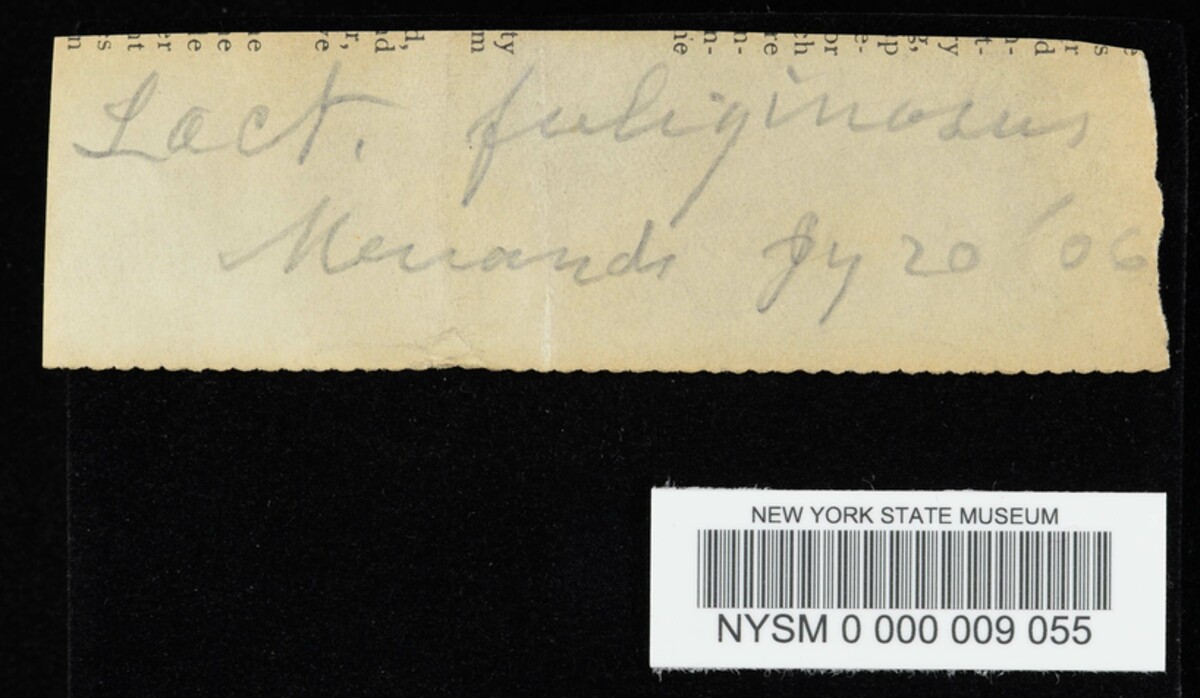 Lact. fuliginosus
Menands Jy 20 '06
NEW YORK STATE MUSEUM
NYSM 0 000 009 055